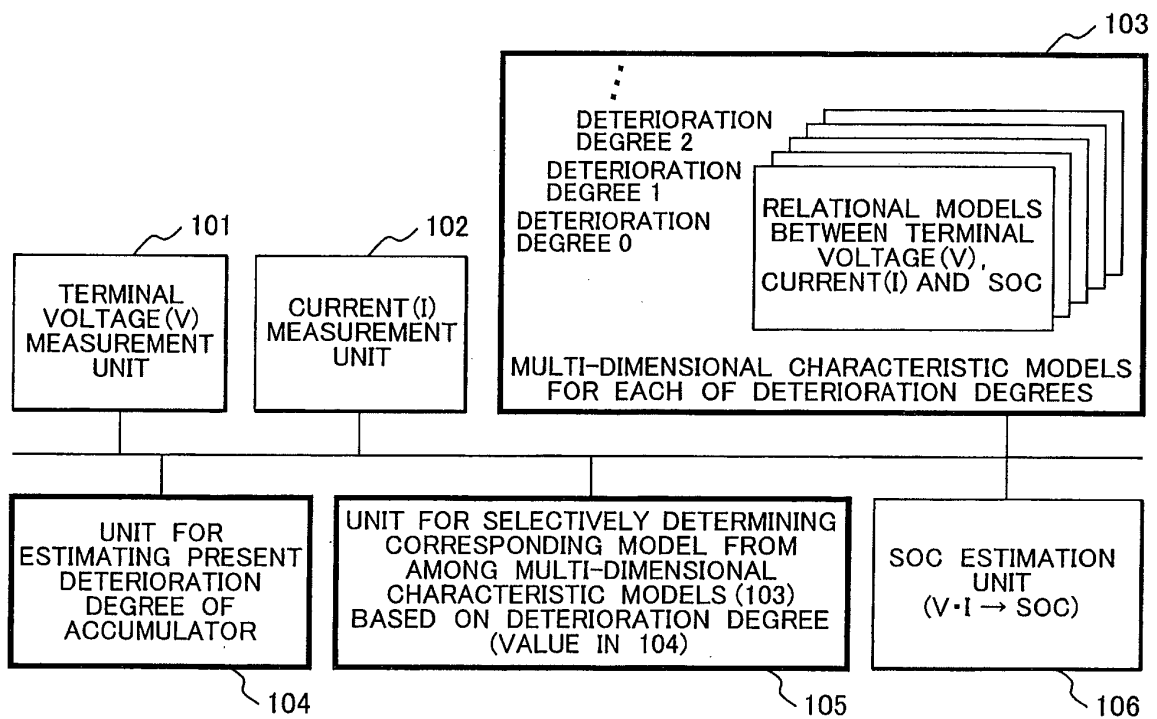 103
DETERIORATION
DEGREE 2
DETERIORATION
DEGREE 1
DETERIORATION
DEGREE 0
RELATIONAL MODELS
BETWEEN TERMINAL
VOLTAGE(V),
CURRENT(I) AND SOC
MULTI-DIMENSIONAL CHARACTERISTIC MODELS
FOR EACH OF DETERIORATION DEGREES
101
TERMINAL
VOLTAGE(V)
MEASUREMENT
UNIT
102
CURRENT(I)
MEASUREMENT
UNIT
UNIT FOR
ESTIMATING PRESENT
DETERIORATION
DEGREE OF
ACCUMULATOR
104
UNIT FOR SELECTIVELY DETERMINING
CORRESPONDING MODEL FROM
AMONG MULTI-DIMENSIONAL
CHARACTERISTIC MODELS(103)
BASED ON DETERIORATION DEGREE
(VALUE IN 104)
105
SOC ESTIMATION
UNIT
(V·I → SOC)
106